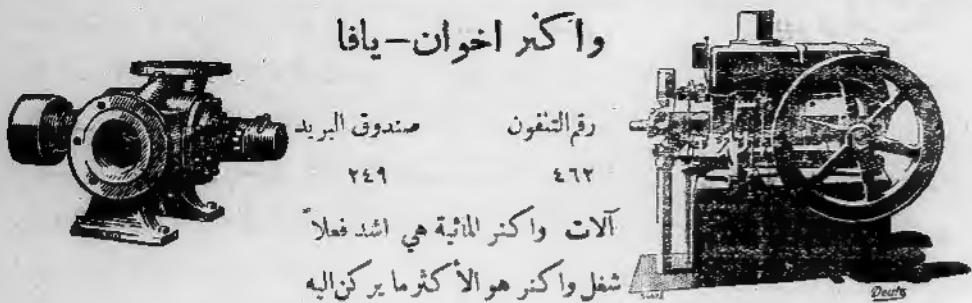 واكنر اخوان - يافا
رقم التلفون صندوق البريد
٤٦٢ ٢٤٩
آلات واكنر المائية هي اشد فعلاً
شغل واكنر هو الأكثر ما يركن اليه
Deutz